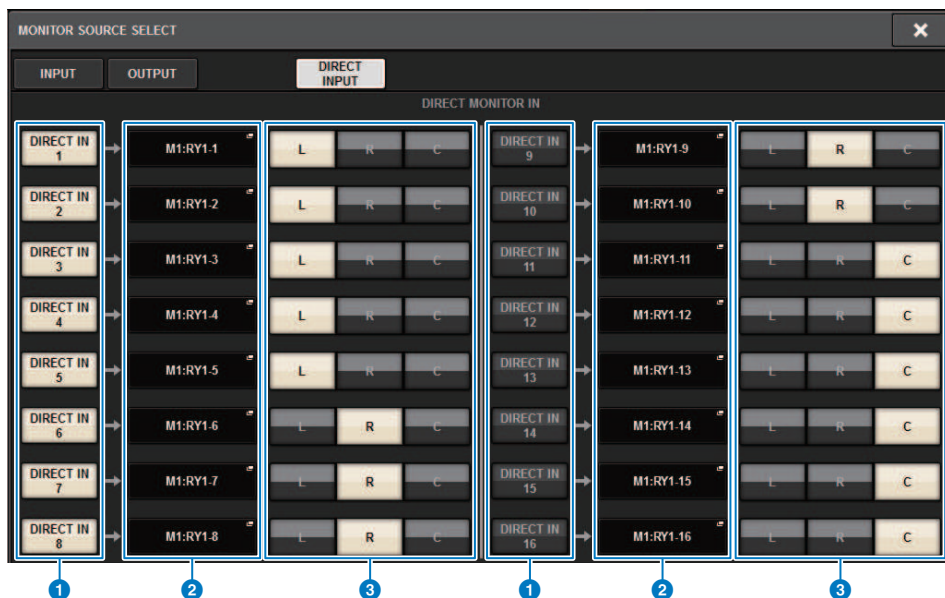 MONITOR SOURCE SELECT
INPUT OUTPUT DIRECT INPUT
DIRECT MONITOR IN
DIRECT IN 1 M1:RY1-1 L R C DIRECT IN 9 M1:RY1-9 L R C
DIRECT IN 2 M1:RY1-2 L R C DIRECT IN 10 M1:RY1-10 L R C
DIRECT IN 3 M1:RY1-3 L R C DIRECT IN 11 M1:RY1-11 L R C
DIRECT IN 4 M1:RY1-4 L R C DIRECT IN 12 M1:RY1-12 L R C
DIRECT IN 5 M1:RY1-5 L R C DIRECT IN 13 M1:RY1-13 L R C
DIRECT IN 6 M1:RY1-6 L R C DIRECT IN 14 M1:RY1-14 L R C
DIRECT IN 7 M1:RY1-7 L R C DIRECT IN 15 M1:RY1-15 L R C
DIRECT IN 8 M1:RY1-8 L R C DIRECT IN 16 M1:RY1-16 L R C
1 2 3 1 2 3